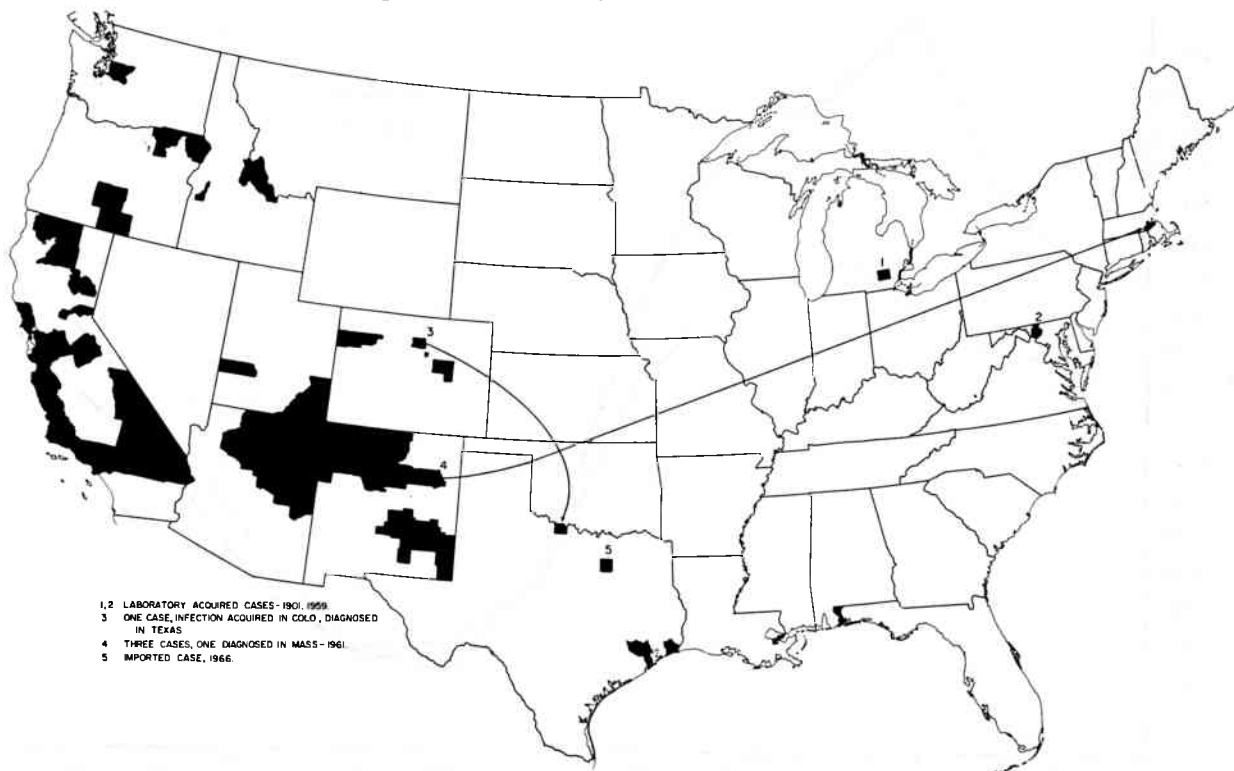 1
2
3
4
5
1,2 LABORATORY ACQUIRED CASES - 1901, 1959.
3 ONE CASE, INFECTION ACQUIRED IN COLO, DIAGNOSED
IN TEXAS
4 THREE CASES, ONE DIAGNOSED IN MASS - 1961.
5 IMPORTED CASE, 1966.